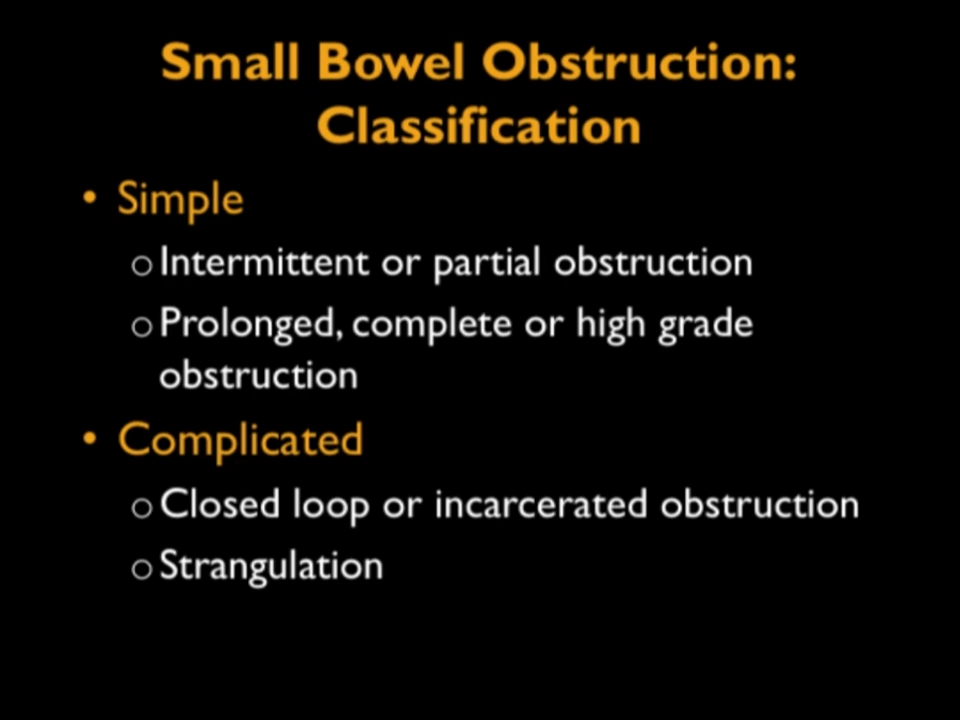 Small Bowel Obstruction:
Classification
• Simple
o Intermittent or partial obstruction
o Prolonged, complete or high grade
obstruction
• Complicated
o Closed loop or incarcerated obstruction
o Strangulation